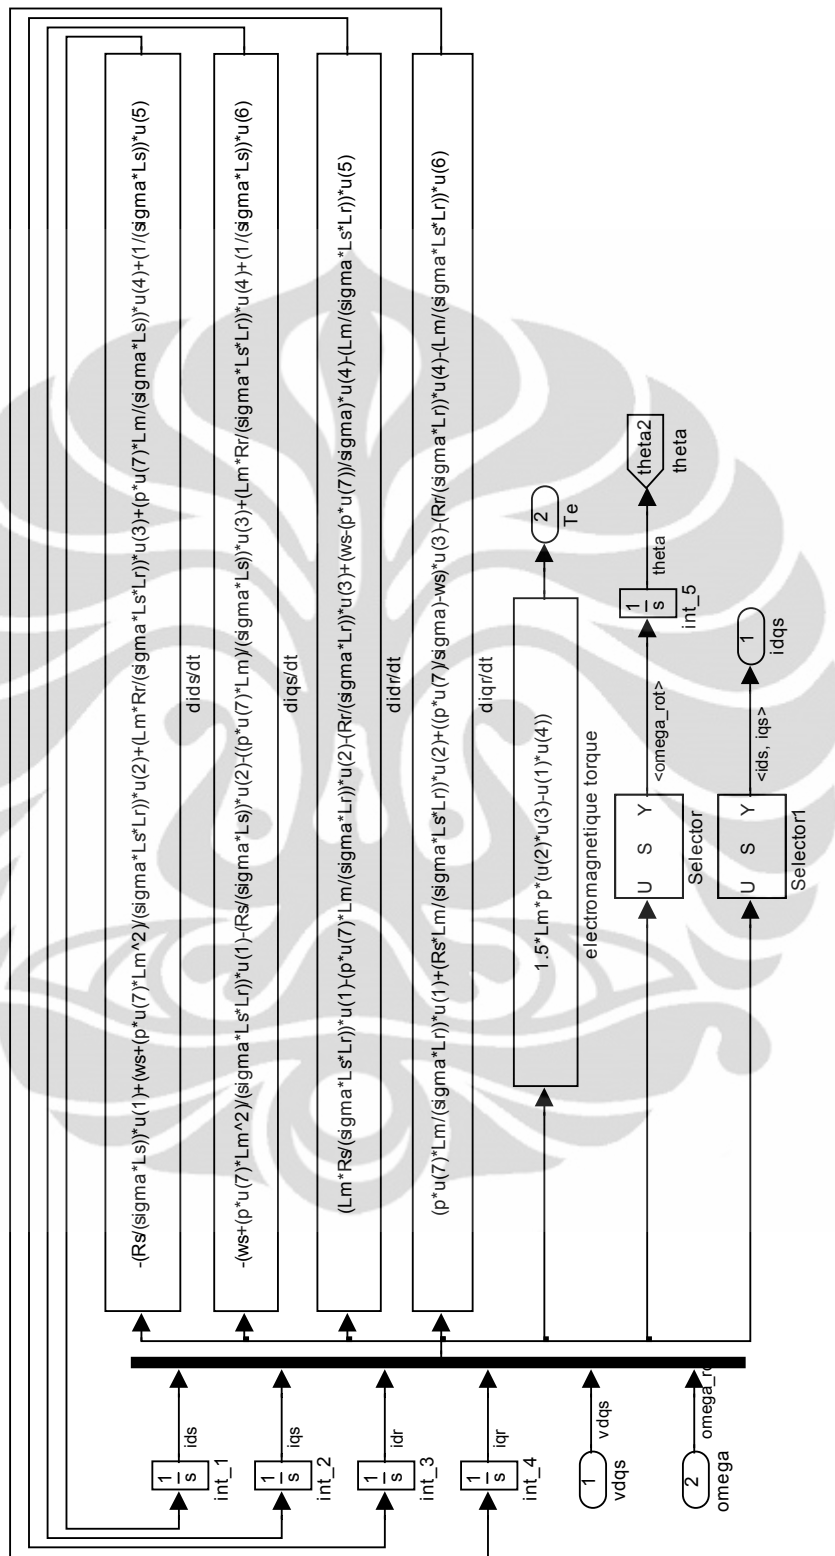 -(Rs/(sigma*Ls))*u(1)+(ws+(p*u(7)*Lm^2)/(sigma*Ls*Lr))*u(2)+(Lm*Rr/(sigma*Ls*Lr))*u(3)+(p*u(7)*Lm/(sigma*Ls))*u(4)+(1/(sigma*Ls))*u(5)
dids/dt
1
s
int_1
ids
-(ws+(p*u(7)*Lm^2)/(sigma*Ls*Lr))*u(1)-(Rs/(sigma*Ls))*u(2)-((p*u(7)*Lm)/(sigma*Ls))*u(3)+(Lm*Rr/(sigma*Ls*Lr))*u(4)+(1/(sigma*Ls))*u(6)
diqs/dt
1
s
int_2
iqs
(Lm*Rs/(sigma*Ls*Lr))*u(1)-(p*u(7)*Lm/(sigma*Lr))*u(2)-(Rr/(sigma*Lr))*u(3)+(ws-(p*u(7))/sigma)*u(4)-(Lm/(sigma*Ls*Lr))*u(5)
didr/dt
1
s
int_3
idr
(p*u(7)*Lm/(sigma*Lr))*u(1)+(Rs*Lm/(sigma*Ls*Lr))*u(2)+((p*u(7)/sigma)-ws)*u(3)-(Rr/(sigma*Lr))*u(4)-(Lm/(sigma*Ls*Lr))*u(6)
diqr/dt
1
s
int_4
iqr
1.5*Lm*p*(u(2)*u(3)-u(1)*u(4))
electromagnetique torque
2
Te
1
vdqs
vdqs
U S Y
Selector
<omega_rot>
1
s
int_5
theta
theta2
theta
2
omega
omega_ro
U S Y
Selector1
<ids, iqs>
1
idqs